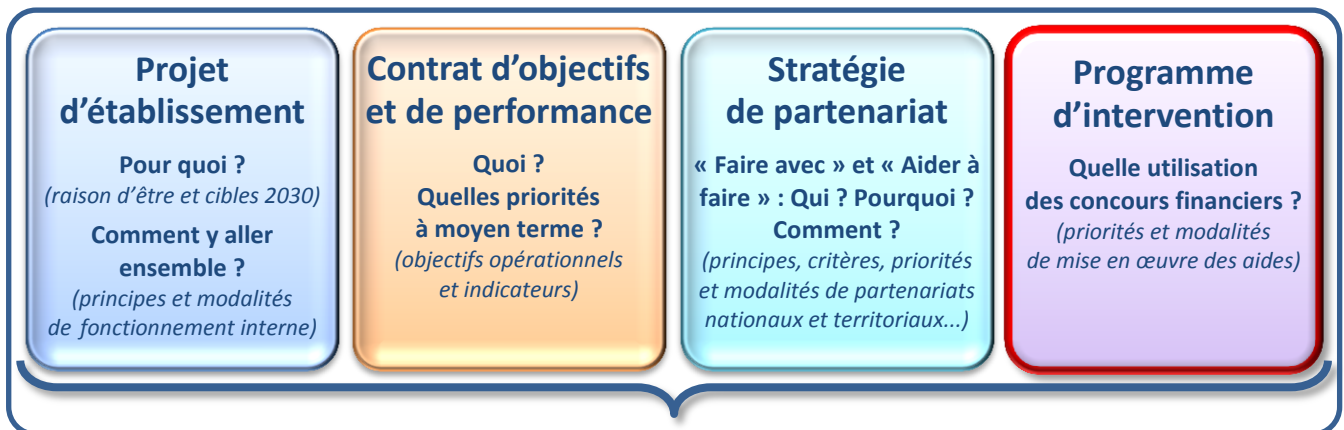 Projet
d’établissement
Pour quoi ?
(raison d’être et cibles 2030)
Comment y aller
ensemble ?
(principes et modalités
de fonctionnement interne)
Contrat d’objectifs
et de performance
Quoi ?
Quelles priorités
à moyen terme ?
(objectifs opérationnels
et indicateurs)
Stratégie
de partenariat
« Faire avec » et « Aider à
faire » : Qui ? Pourquoi ?
Comment ?
(principes, critères, priorités
et modalités de partenariats
nationaux et territoriaux...)
Programme
d’intervention
Quelle utilisation
des concours financiers ?
(priorités et modalités
de mise en œuvre des aides)